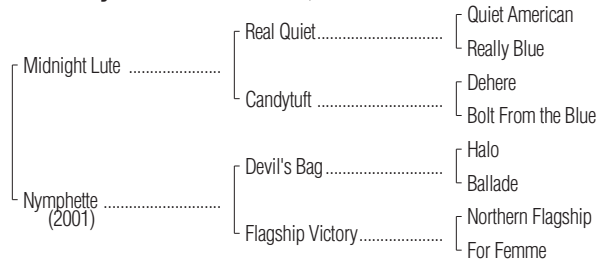 Quiet American
Real Quiet..............................
Really Blue
Midnight Lute ......................
Dehere
Candytuft ..............................
Bolt From the Blue
Halo
Devil's Bag............................
Ballade
Nymphette ............................
(2001)
Northern Flagship
Flagship Victory....................
For Femme